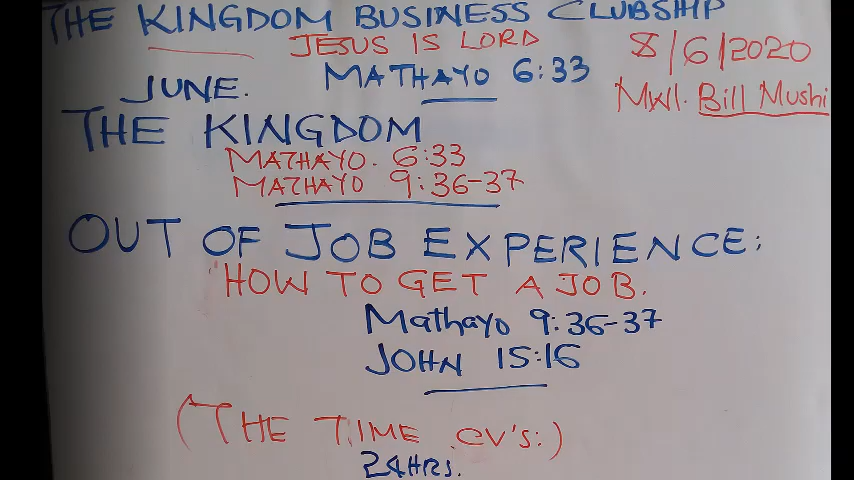 THE KINGDOM BUSINESS CLUBSHIP
JESUS IS LORD
8/6/2020
JUNE. MATHAYO 6:33
Mwl. Bill Mushi
THE KINGDOM
MATHAYO. 6:33
MATHAYO 9:36-37
OUT OF JOB EXPERIENCE:
HOW TO GET A JOB.
Mathayo 9:36-37
JOHN 15:16
(THE TIME CV'S:)
24HRS.